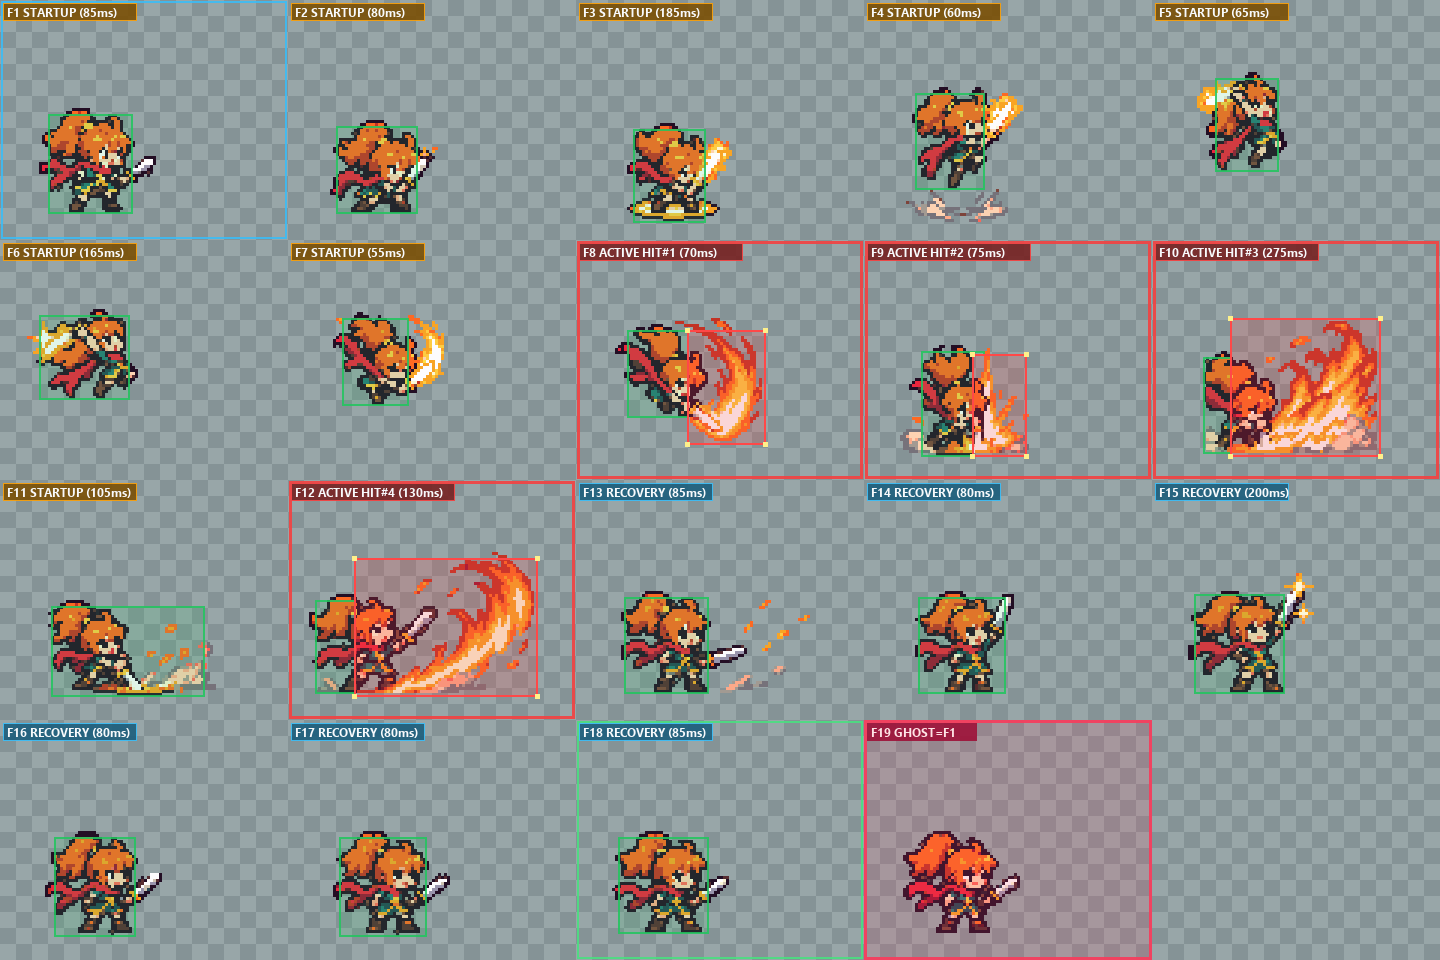 F1 STARTUP (85ms)
F2 STARTUP (80ms)
F3 STARTUP (185ms)
F4 STARTUP (60ms)
F5 STARTUP (65ms)
F6 STARTUP (165ms)
F7 STARTUP (55ms)
F8 ACTIVE HIT#1 (70ms)
F9 ACTIVE HIT#2 (75ms)
F10 ACTIVE HIT#3 (275ms)
F11 STARTUP (105ms)
F12 ACTIVE HIT#4 (130ms)
F13 RECOVERY (85ms)
F14 RECOVERY (80ms)
F15 RECOVERY (200ms)
F16 RECOVERY (80ms)
F17 RECOVERY (80ms)
F18 RECOVERY (85ms)
F19 GHOST=F1